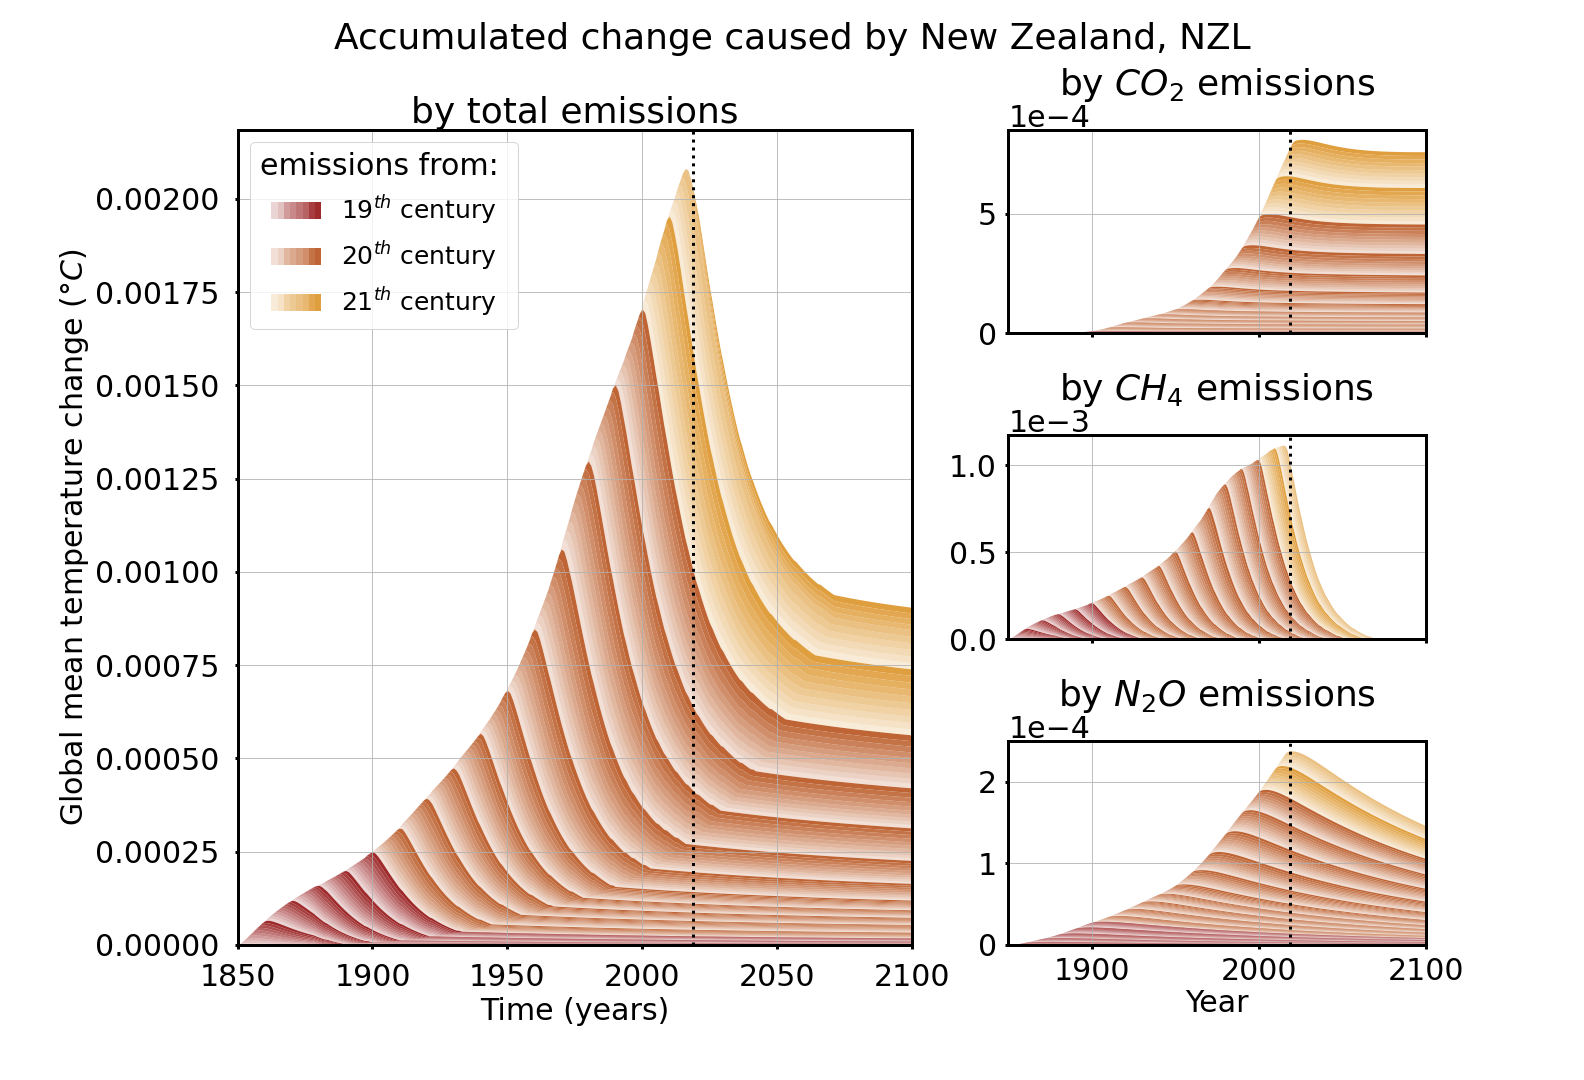 Accumulated change caused by New Zealand, NZL
by total emissions
Global mean temperature change (°C)
0.00200
0.00175
0.00150
0.00125
0.00100
0.00075
0.00050
0.00025
0.00000
emissions from:
19th century
20th century
21th century
1850 1900 1950 2000 2050 2100
Time (years)
by CO₂ emissions
1e−4
5
0
by CH₄ emissions
1e−3
1.0
0.5
0.0
by N₂O emissions
1e−4
2
1
0
1900 2000 2100
Year